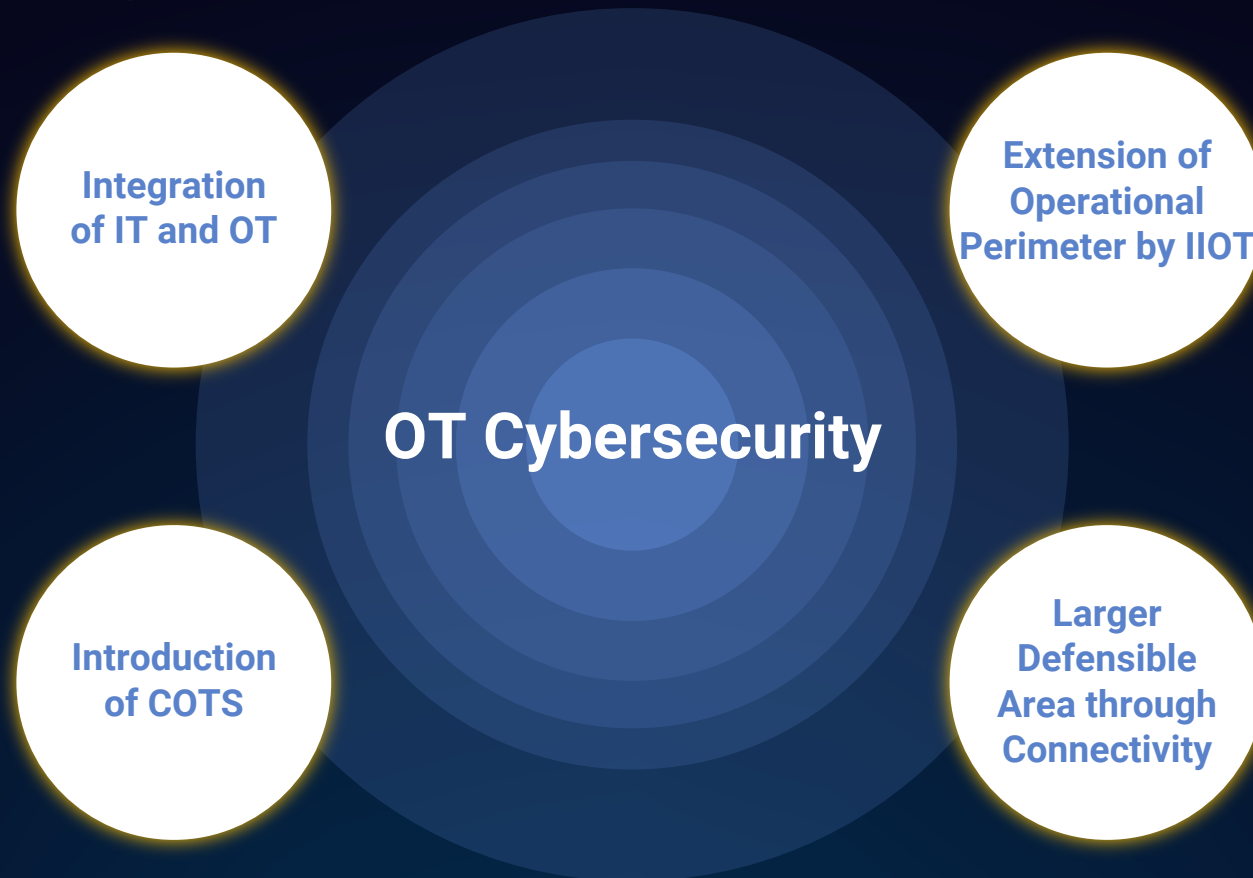 Integration
of IT and OT
Extension of
Operational
Perimeter by IIOT
OT Cybersecurity
Introduction
of COTS
Larger
Defensible
Area through
Connectivity